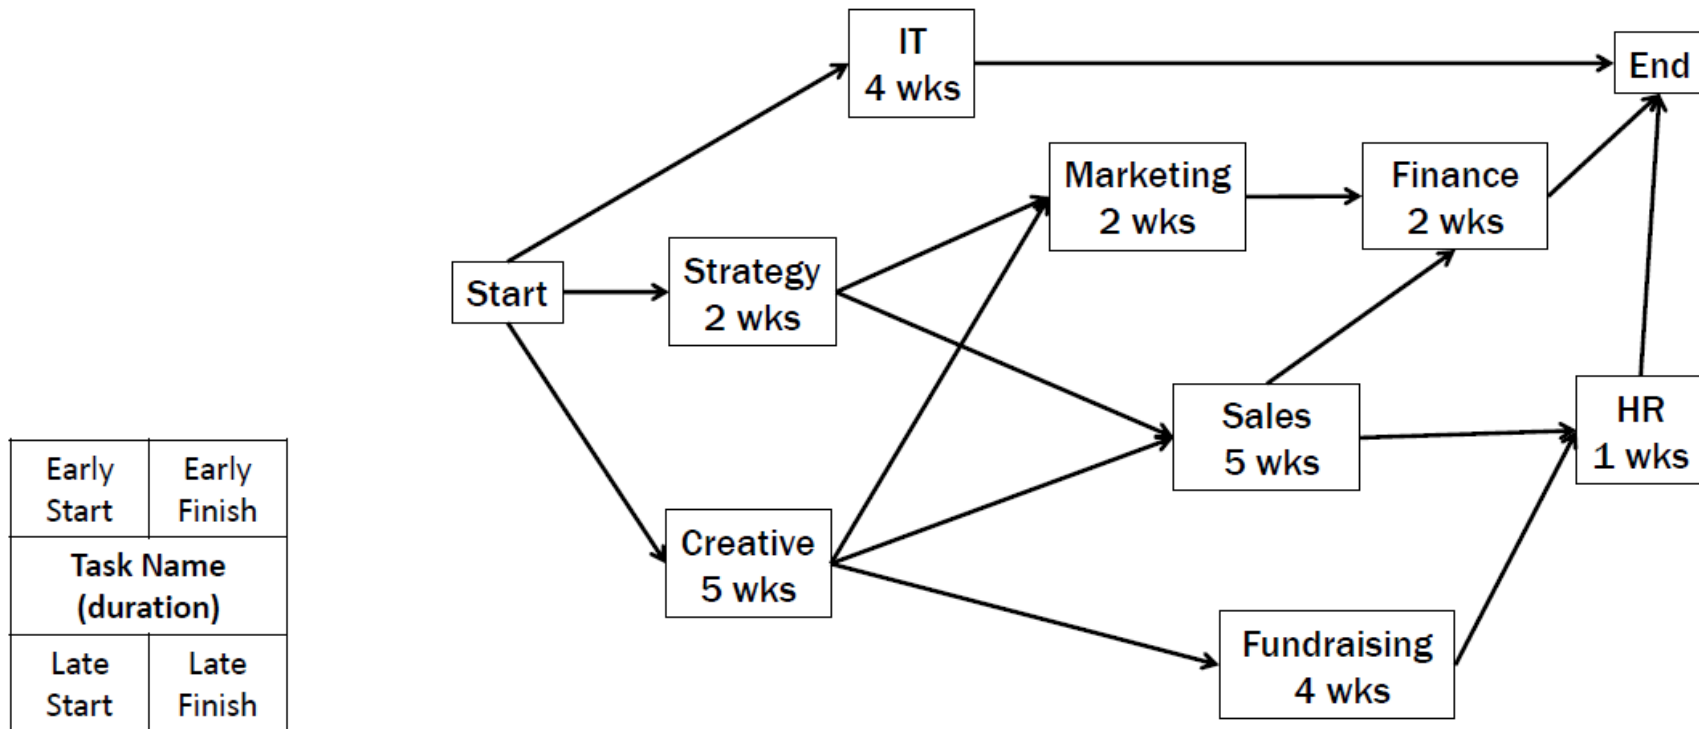 IT
4 wks
End
Marketing
2 wks
Finance
2 wks
Strategy
2 wks
Start
Sales
5 wks
HR
1 wks
Creative
5 wks
Fundraising
4 wks
Early Start
Early Finish
Task Name
(duration)
Late Start
Late Finish